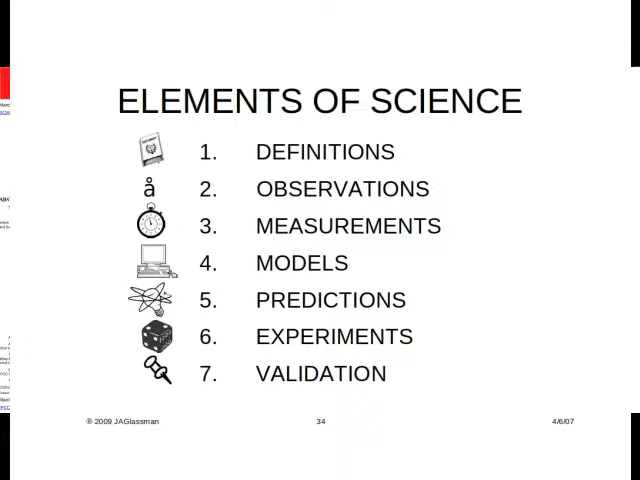 ELEMENTS OF SCIENCE
å 
1. DEFINITIONS
2. OBSERVATIONS
3. MEASUREMENTS
4. MODELS
5. PREDICTIONS
6. EXPERIMENTS
7. VALIDATION
® 2009 JAGlassman 34 4/6/07